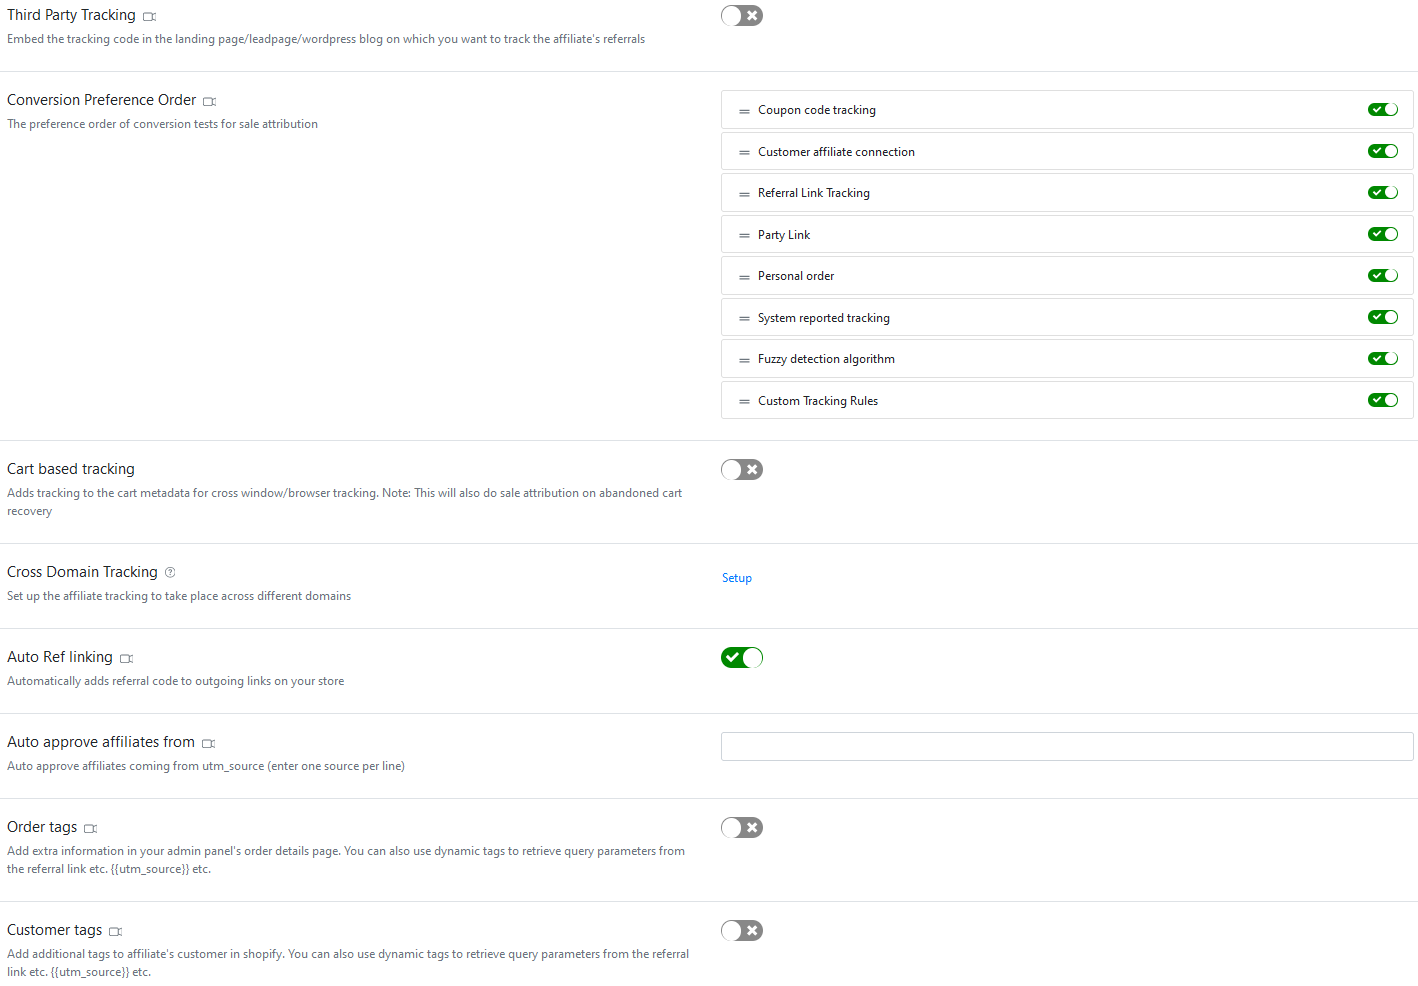 Third Party Tracking
Embed the tracking code in the landing page/leadpage/wordpress blog on which you want to track the affiliate's referrals
Conversion Preference Order
The preference order of conversion tests for sale attribution
Coupon code tracking
Customer affiliate connection
Referral Link Tracking
Party Link
Personal order
System reported tracking
Fuzzy detection algorithm
Custom Tracking Rules
Cart based tracking
Adds tracking to the cart metadata for cross window/browser tracking. Note: This will also do sale attribution on abandoned cart
recovery
Cross Domain Tracking
Set up the affiliate tracking to take place across different domains
Setup
Auto Ref linking
Automatically adds referral code to outgoing links on your store
Auto approve affiliates from
Auto approve affiliates coming from utm_source (enter one source per line)
Order tags
Add extra information in your admin panel's order details page. You can also use dynamic tags to retrieve query parameters from
the referral link etc. {{utm_source}} etc.
Customer tags
Add additional tags to affiliate's customer in shopify. You can also use dynamic tags to retrieve query parameters from the referral
link etc. {{utm_source}} etc.